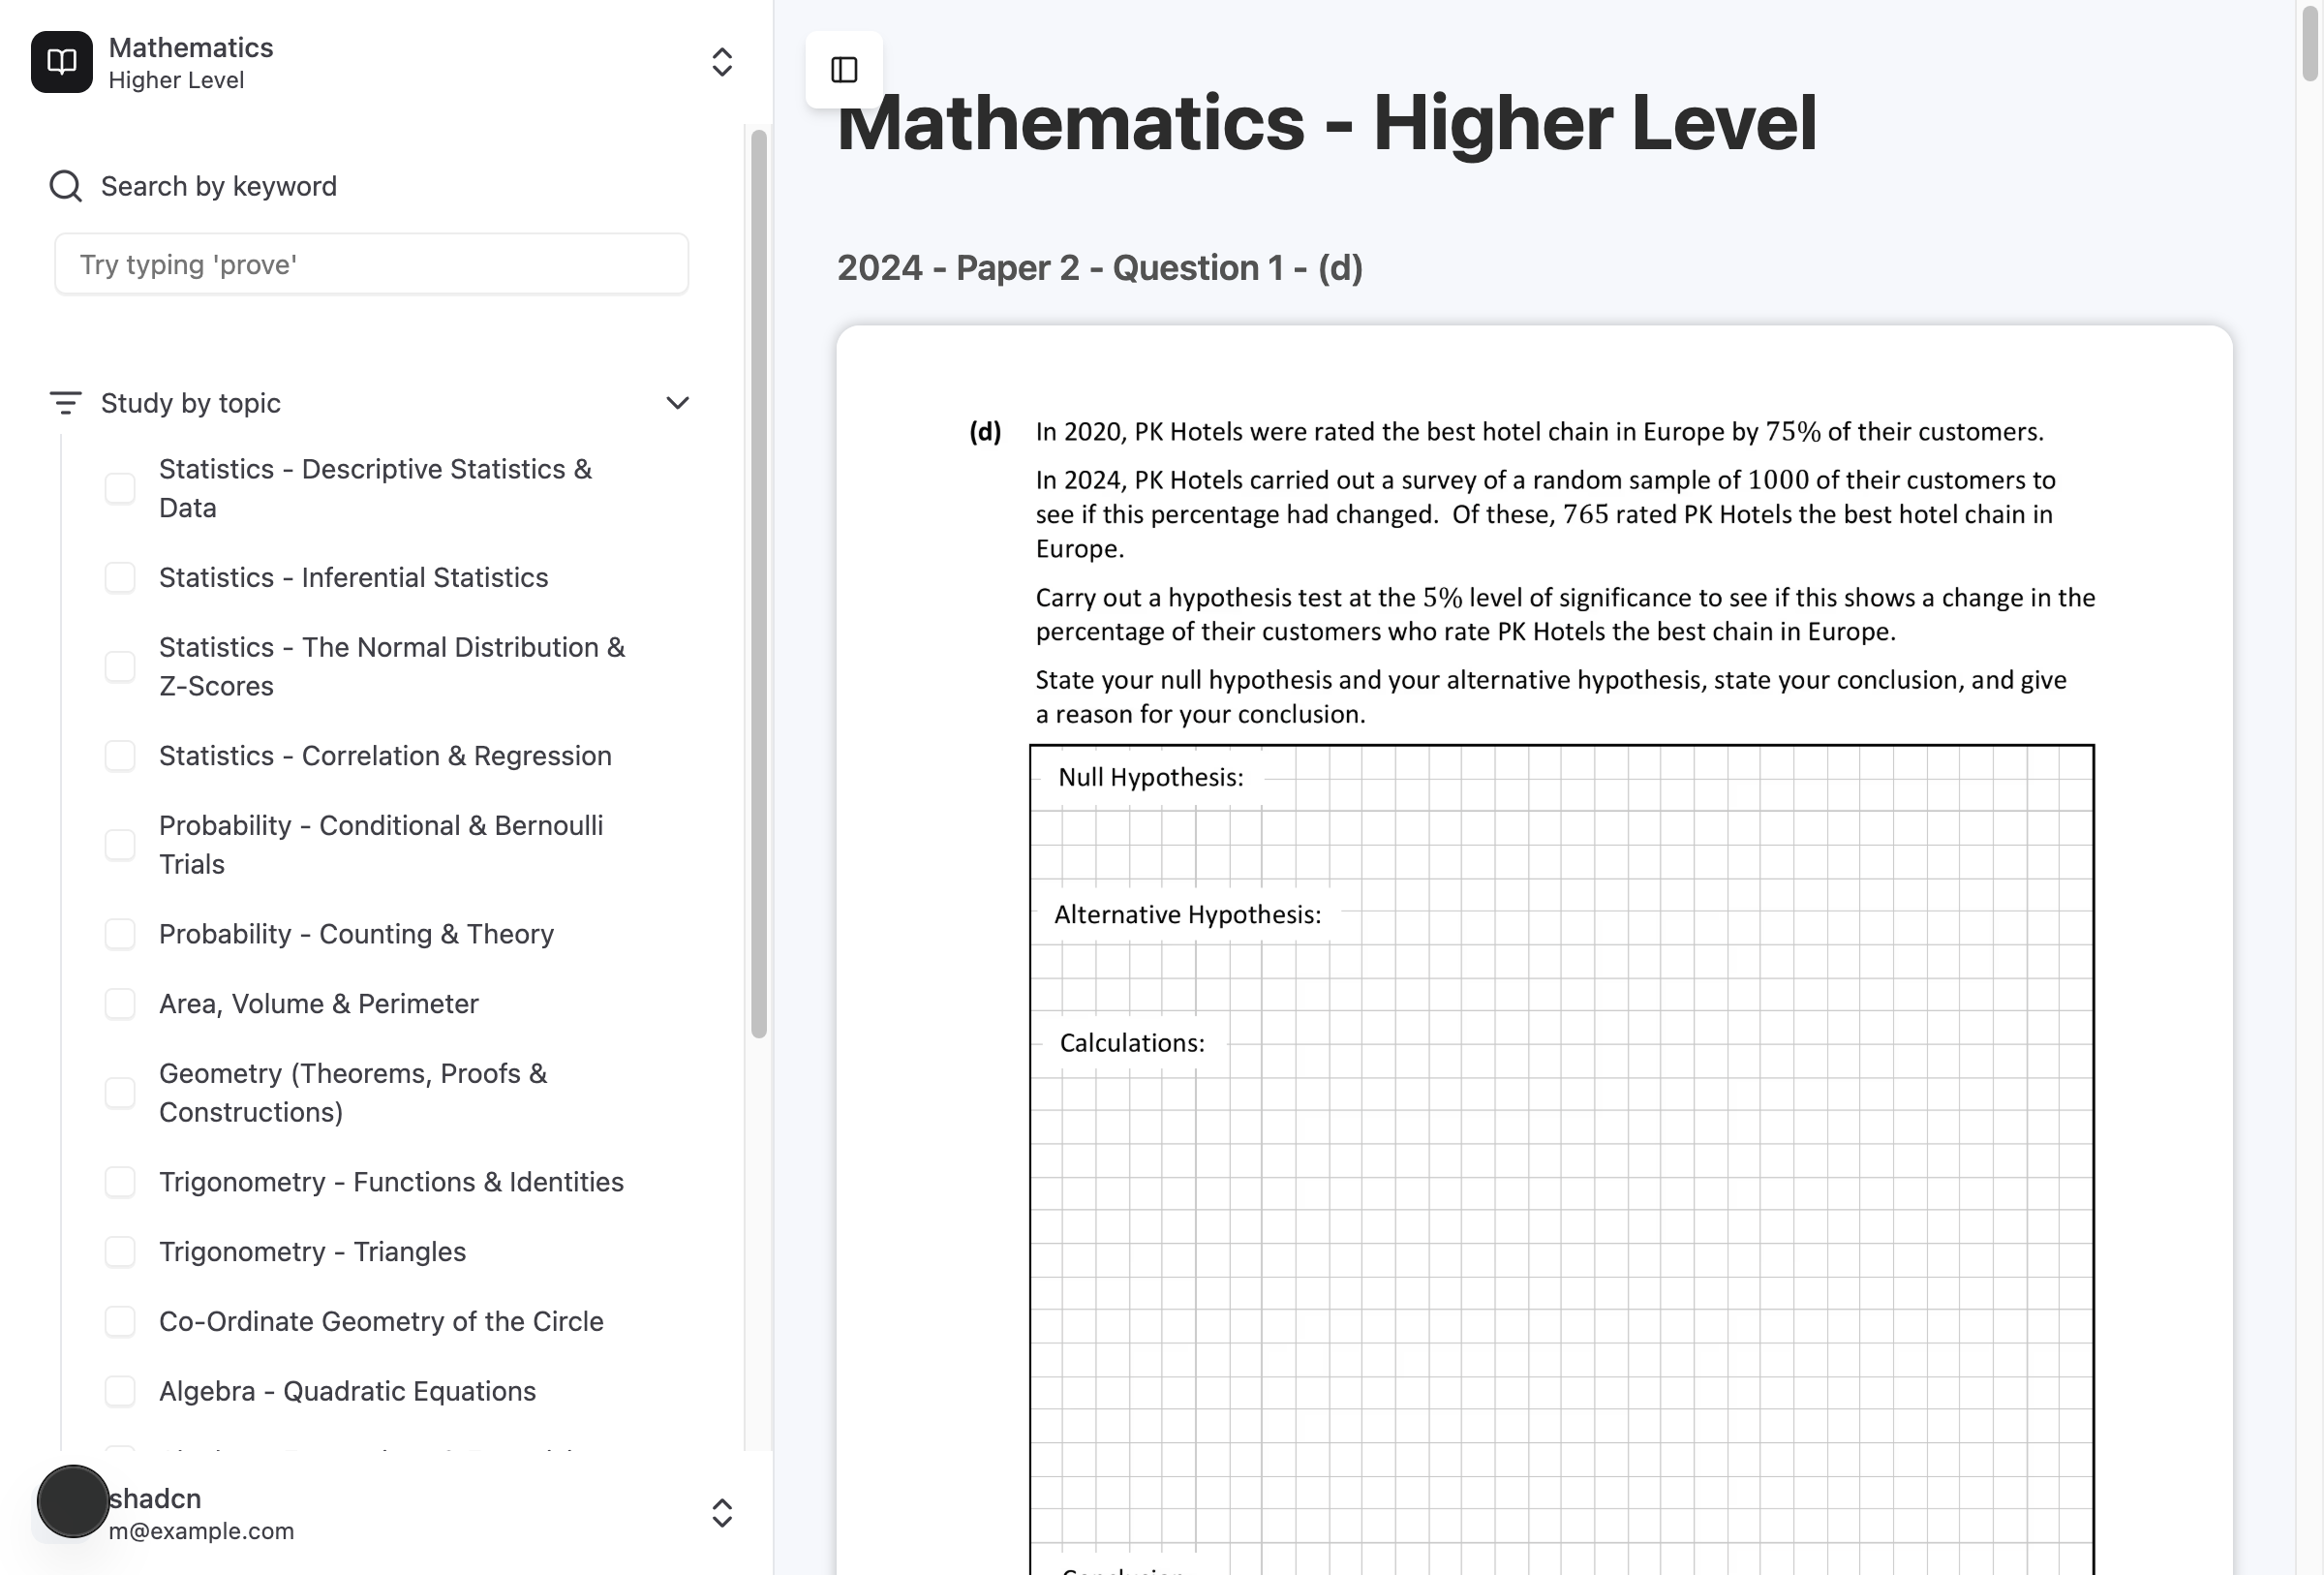 Mathematics
Higher Level
Search by keyword
Try typing 'prove'
Study by topic
Statistics - Descriptive Statistics &
Data
Statistics - Inferential Statistics
Statistics - The Normal Distribution &
Z-Scores
Statistics - Correlation & Regression
Probability - Conditional & Bernoulli
Trials
Probability - Counting & Theory
Area, Volume & Perimeter
Geometry (Theorems, Proofs &
Constructions)
Trigonometry - Functions & Identities
Trigonometry - Triangles
Co-Ordinate Geometry of the Circle
Algebra - Quadratic Equations
shadcn
m@example.com
Mathematics - Higher Level
2024 - Paper 2 - Question 1 - (d)
(d) In 2020, PK Hotels were rated the best hotel chain in Europe by 75% of their customers.
In 2024, PK Hotels carried out a survey of a random sample of 1000 of their customers to
see if this percentage had changed. Of these, 765 rated PK Hotels the best hotel chain in
Europe.
Carry out a hypothesis test at the 5% level of significance to see if this shows a change in the
percentage of their customers who rate PK Hotels the best chain in Europe.
State your null hypothesis and your alternative hypothesis, state your conclusion, and give
a reason for your conclusion.
Null Hypothesis:
Alternative Hypothesis:
Calculations: